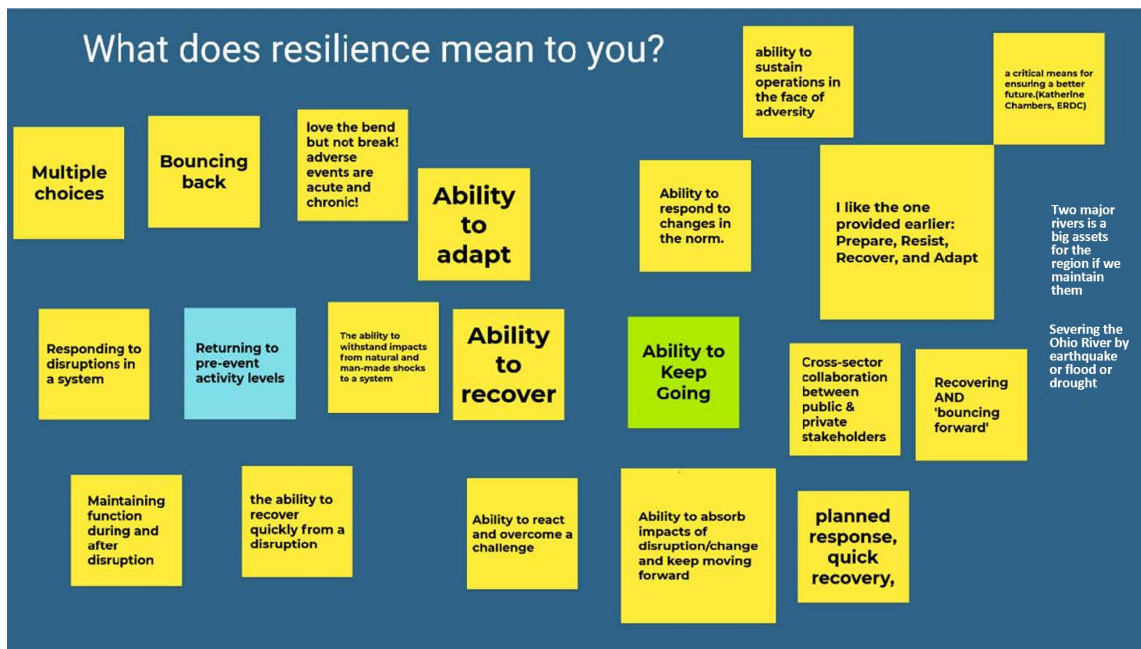 What does resilience mean to you?
Multiple
choices
Bouncing
back
love the bend
but not break!
adverse
events are
acute and
chronic!
Ability
to
adapt
ability to
sustain
operations in
the face of
adversity
a critical means for
ensuring a better
future.(Katherine
Chambers, ERDC)
Ability to
respond to
changes in
the norm.
I like the one
provided earlier:
Prepare, Resist,
Recover, and Adapt
Two major
rivers is a
big assets
for the
region if we
maintain
them
Responding to
disruptions in
a system
Returning to
pre-event
activity levels
The ability to
withstand impacts
from natural and
man-made shocks
to a system
Ability
to
recover
Ability to
Keep
Going
Cross-sector
collaboration
between
public &
private
stakeholders
Recovering
AND
'bouncing
forward'
Severing the
Ohio River by
earthquake
or flood or
drought
Maintaining
function
during and
after
disruption
the ability to
recover
quickly from a
disruption
Ability to react
and overcome a
challenge
Ability to absorb
impacts of
disruption/change
and keep moving
forward
planned
response,
quick
recovery,